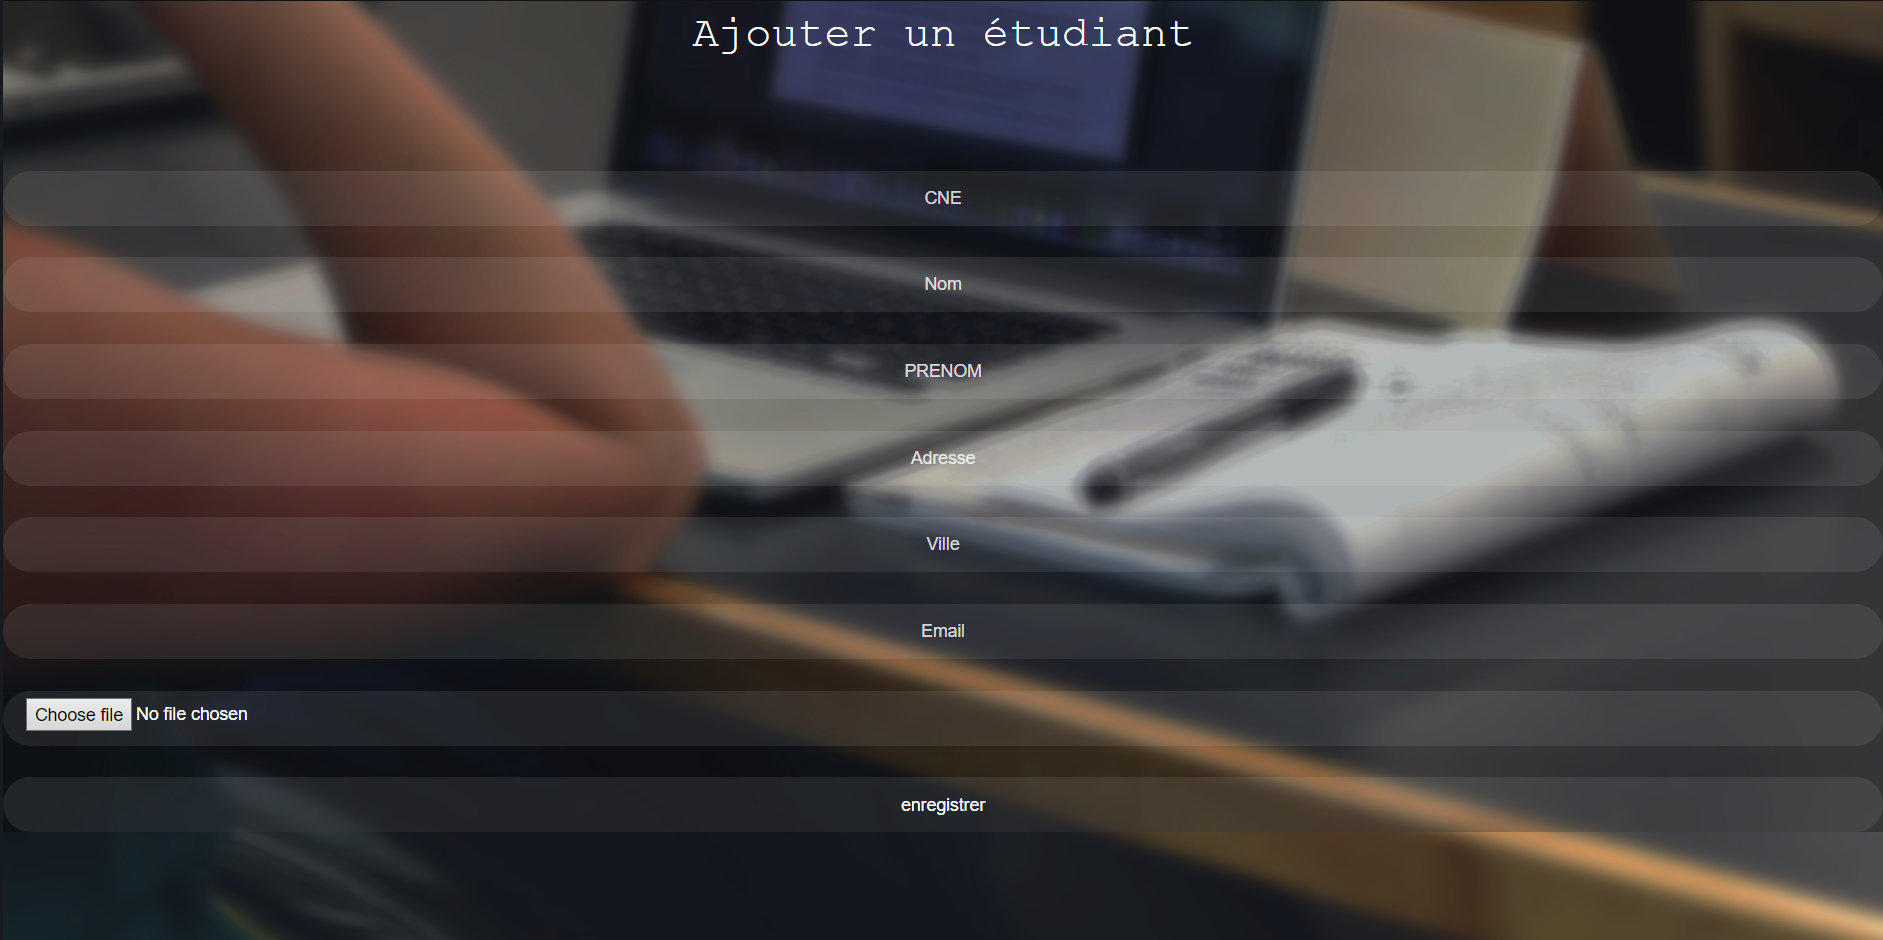 Ajouter un étudiant
CNE
Nom
PRENOM
Adresse
Ville
Email
Choose file No file chosen
enregistrer